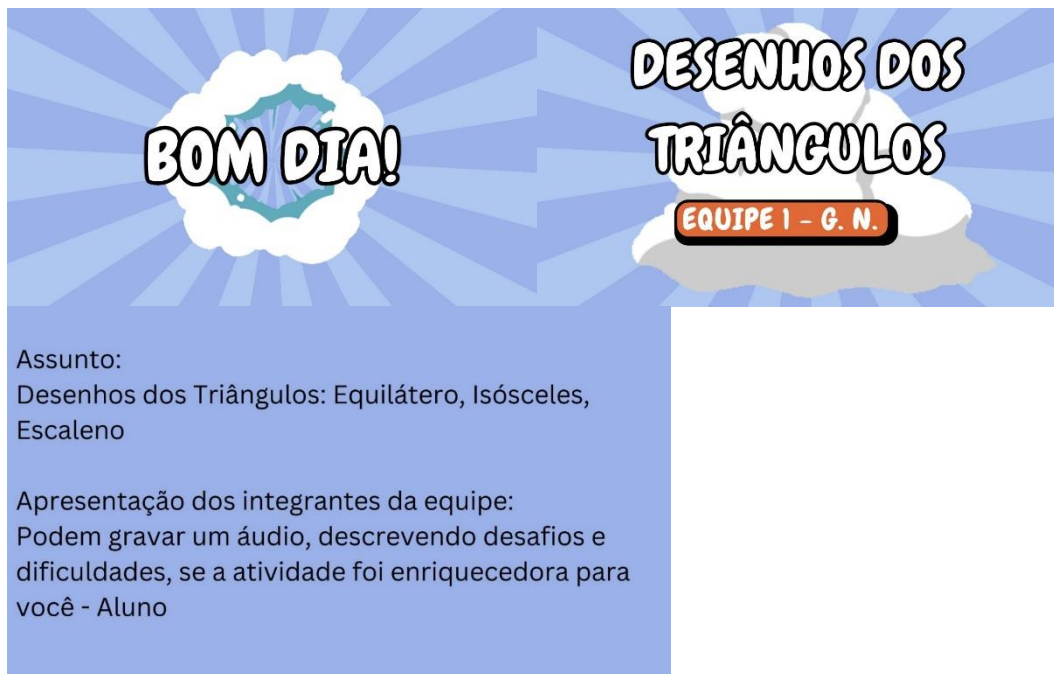 BOM DIA!
DESENHOS DOS
TRIÂNGULOS
EQUIPE 1 - G. N.
Assunto:
Desenhos dos Triângulos: Equilátero, Isósceles,
Escaleno
Apresentação dos integrantes da equipe:
Podem gravar um áudio, descrevendo desafios e
dificuldades, se a atividade foi enriquecedora para
você - Aluno